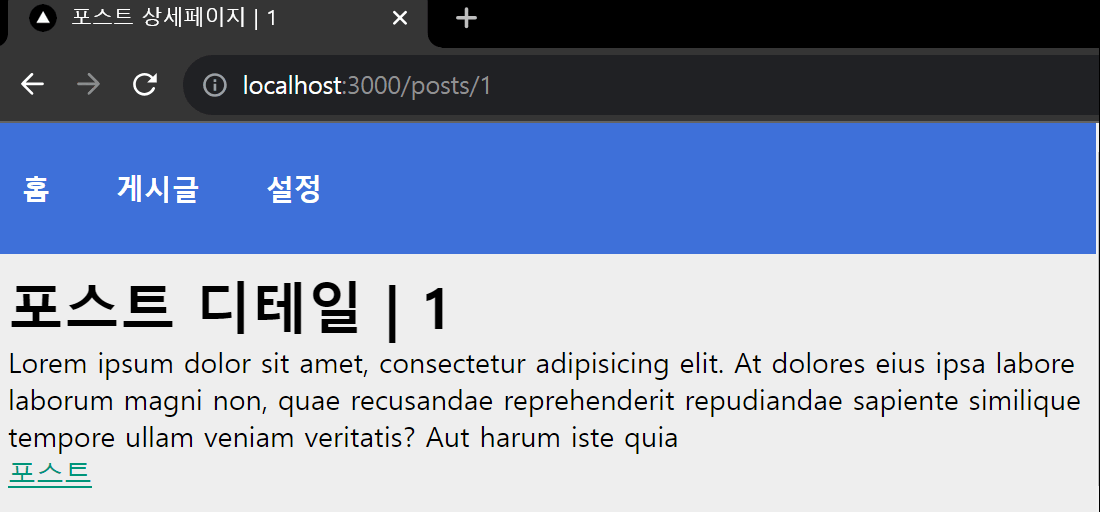 포스트 상세페이지 | 1
localhost:3000/posts/1
홈 게시글 설정
포스트 디테일 | 1
Lorem ipsum dolor sit amet, consectetur adipisicing elit. At dolores eius ipsa labore
laborum magni non, quae recusandae reprehenderit repudiandae sapiente similique
tempore ullam veniam veritatis? Aut harum iste quia
포스트